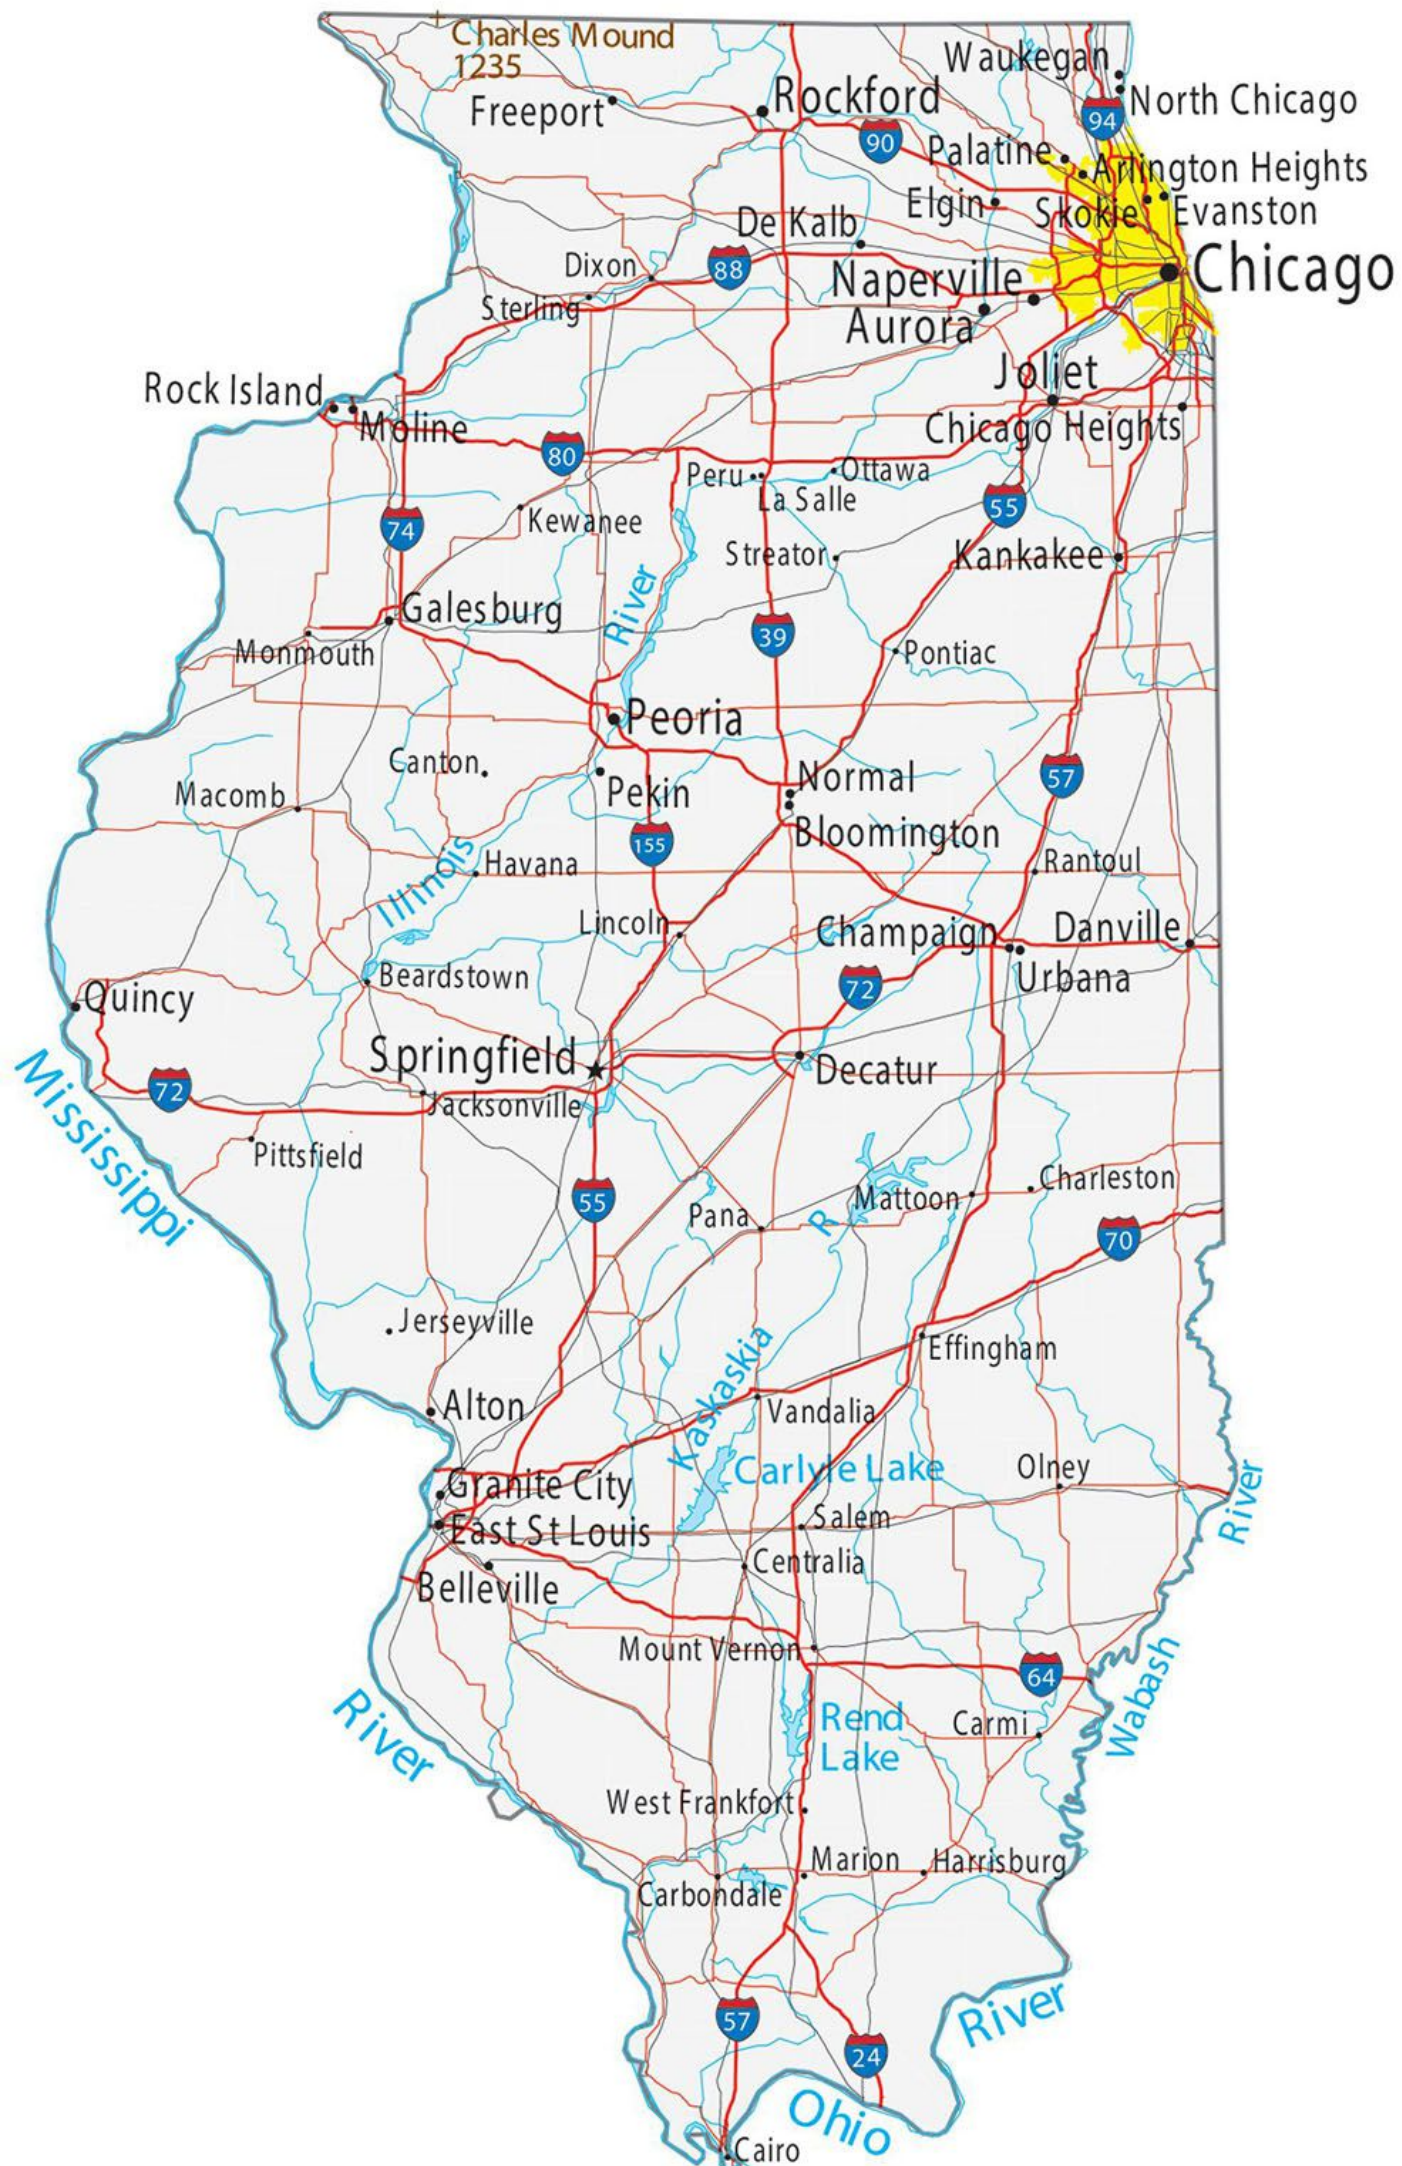 Charles Mound
1235
Waukegan
Freeport
Rockford
North Chicago
94
90
Palatine
Arlington Heights
Elgin
Skokie
Evanston
De Kalb
Dixon
88
Naperville
Chicago
Sterling
Aurora
Joliet
Rock Island
Moline
Chicago Heights
80
Peru
Ottawa
La Salle
55
74
Kewanee
Streator
Kankakee
Galesburg
River
39
Monmouth
Pontiac
Peoria
Canton
Normal
57
Macomb
Pekin
Bloomington
155
Havana
Rantoul
Illinois
Lincoln
Champaign
Danville
Beardstown
72
Urbana
Quincy
Springfield
Decatur
72
Jacksonville
Mississippi
Pittsfield
55
Mattoon
Charleston
Pana
R
70
Jerseyville
Effingham
Kaskaskia
Alton
Vandalia
Carlyle Lake
Olney
Granite City
River
Salem
East St Louis
Centralia
Belleville
Mount Vernon
64
Wabash
River
Rend
Lake
Carmi
West Frankfort
Marion
Harrisburg
Carbondale
57
River
24
Ohio
Cairo